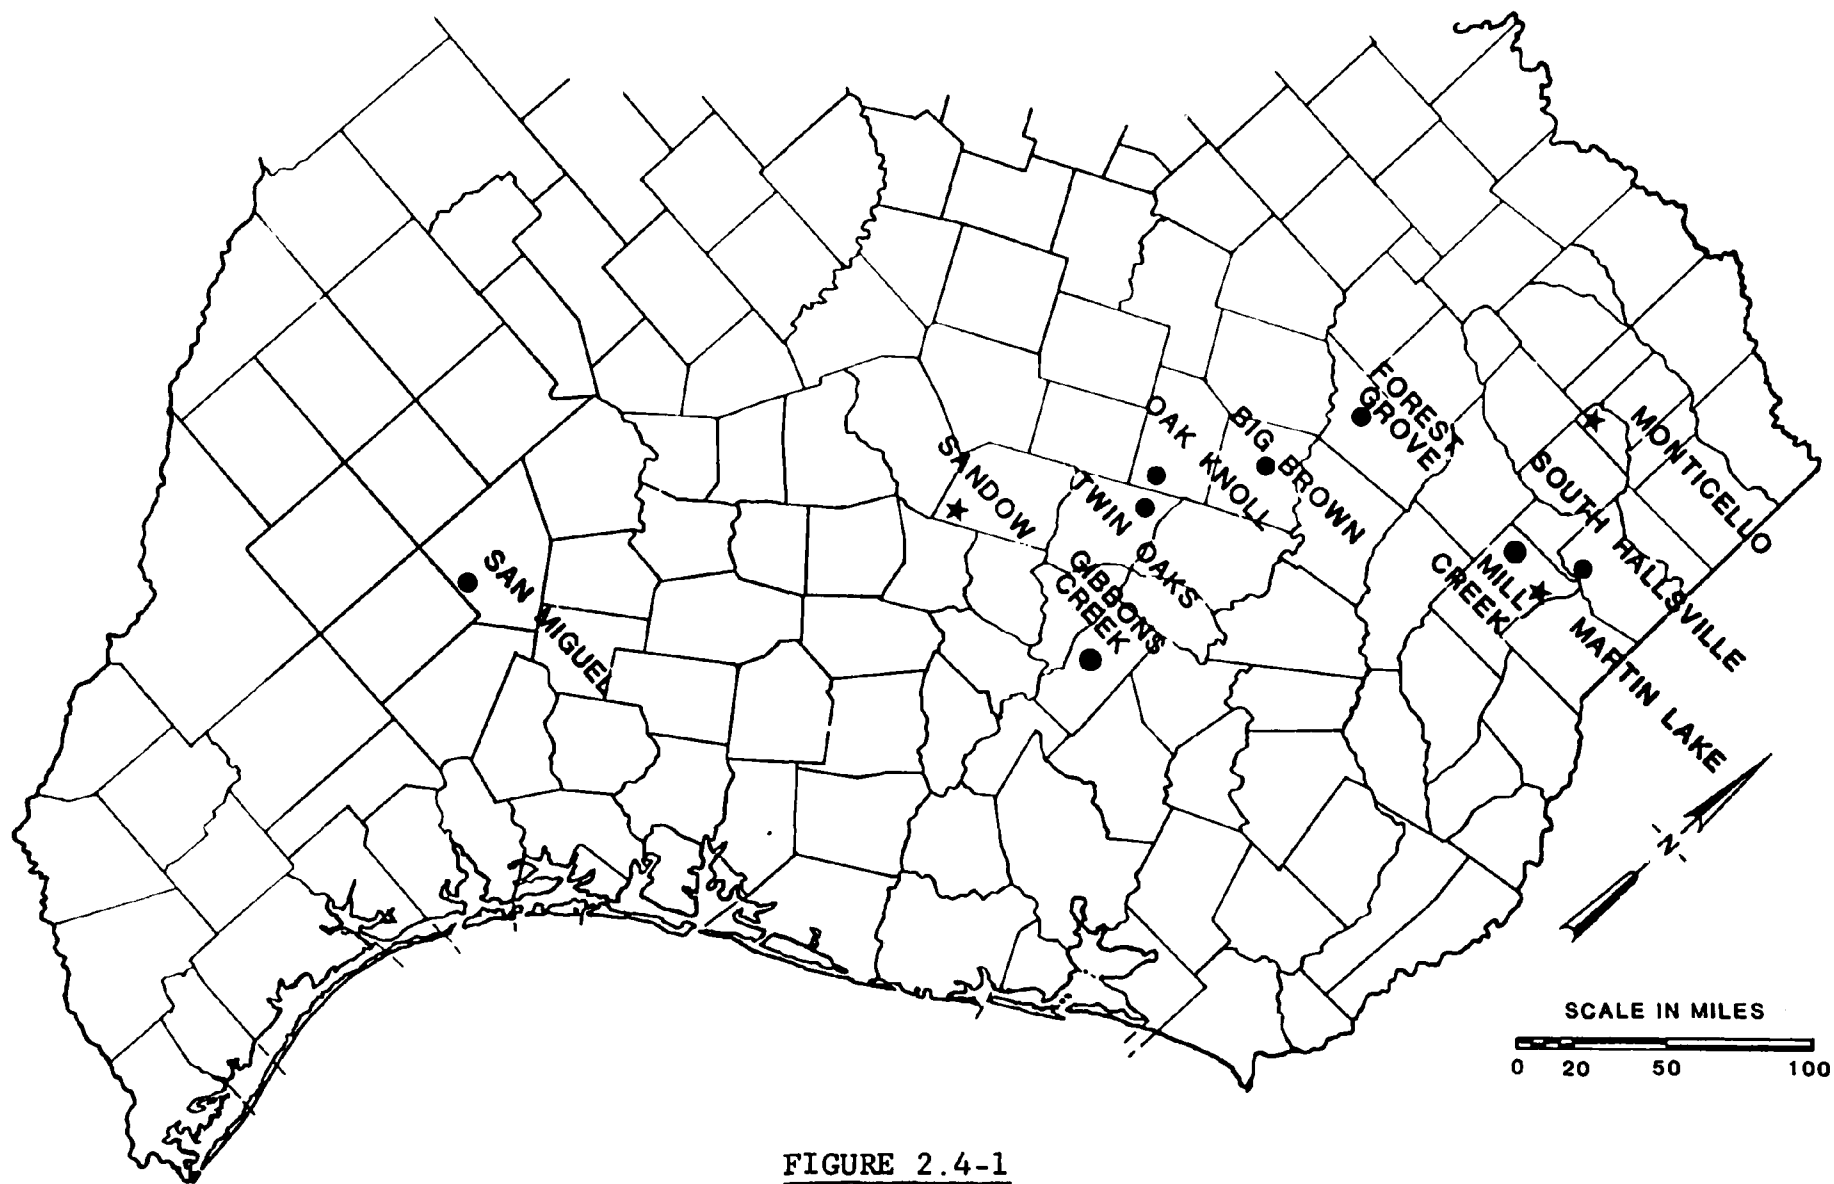 FOREST
GROVE
OAK KNOLL
BIG BROWN
MONTICELLO
SANDOW
TWIN OAKS
SOUTH HALLSVILLE
SAN MIGUEL
GIBBONS
CREEK
MILL
CREEK
MARTIN LAKE
-N-
SCALE IN MILES
0 20 50 100
FIGURE 2.4-1